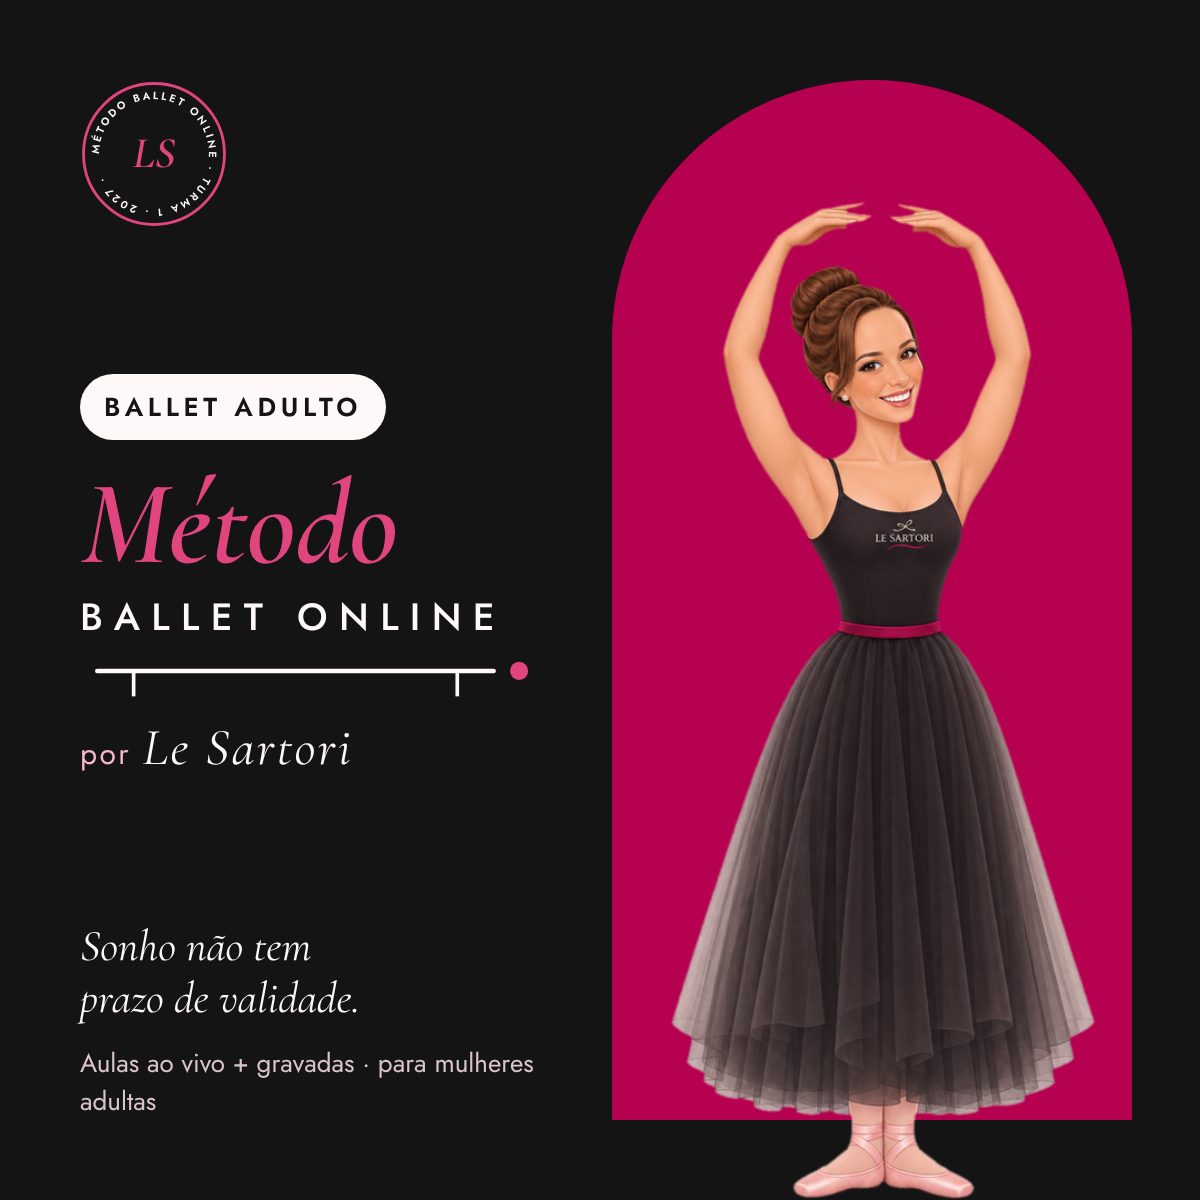 MÉTODO BALLET ONLINE · TURMA 1 · 2027 ·
LS
BALLET ADULTO
Método
BALLET ONLINE
por Le Sartori
Sonho não tem
prazo de validade.
Aulas ao vivo + gravadas · para mulheres
adultas
LE SARTORI